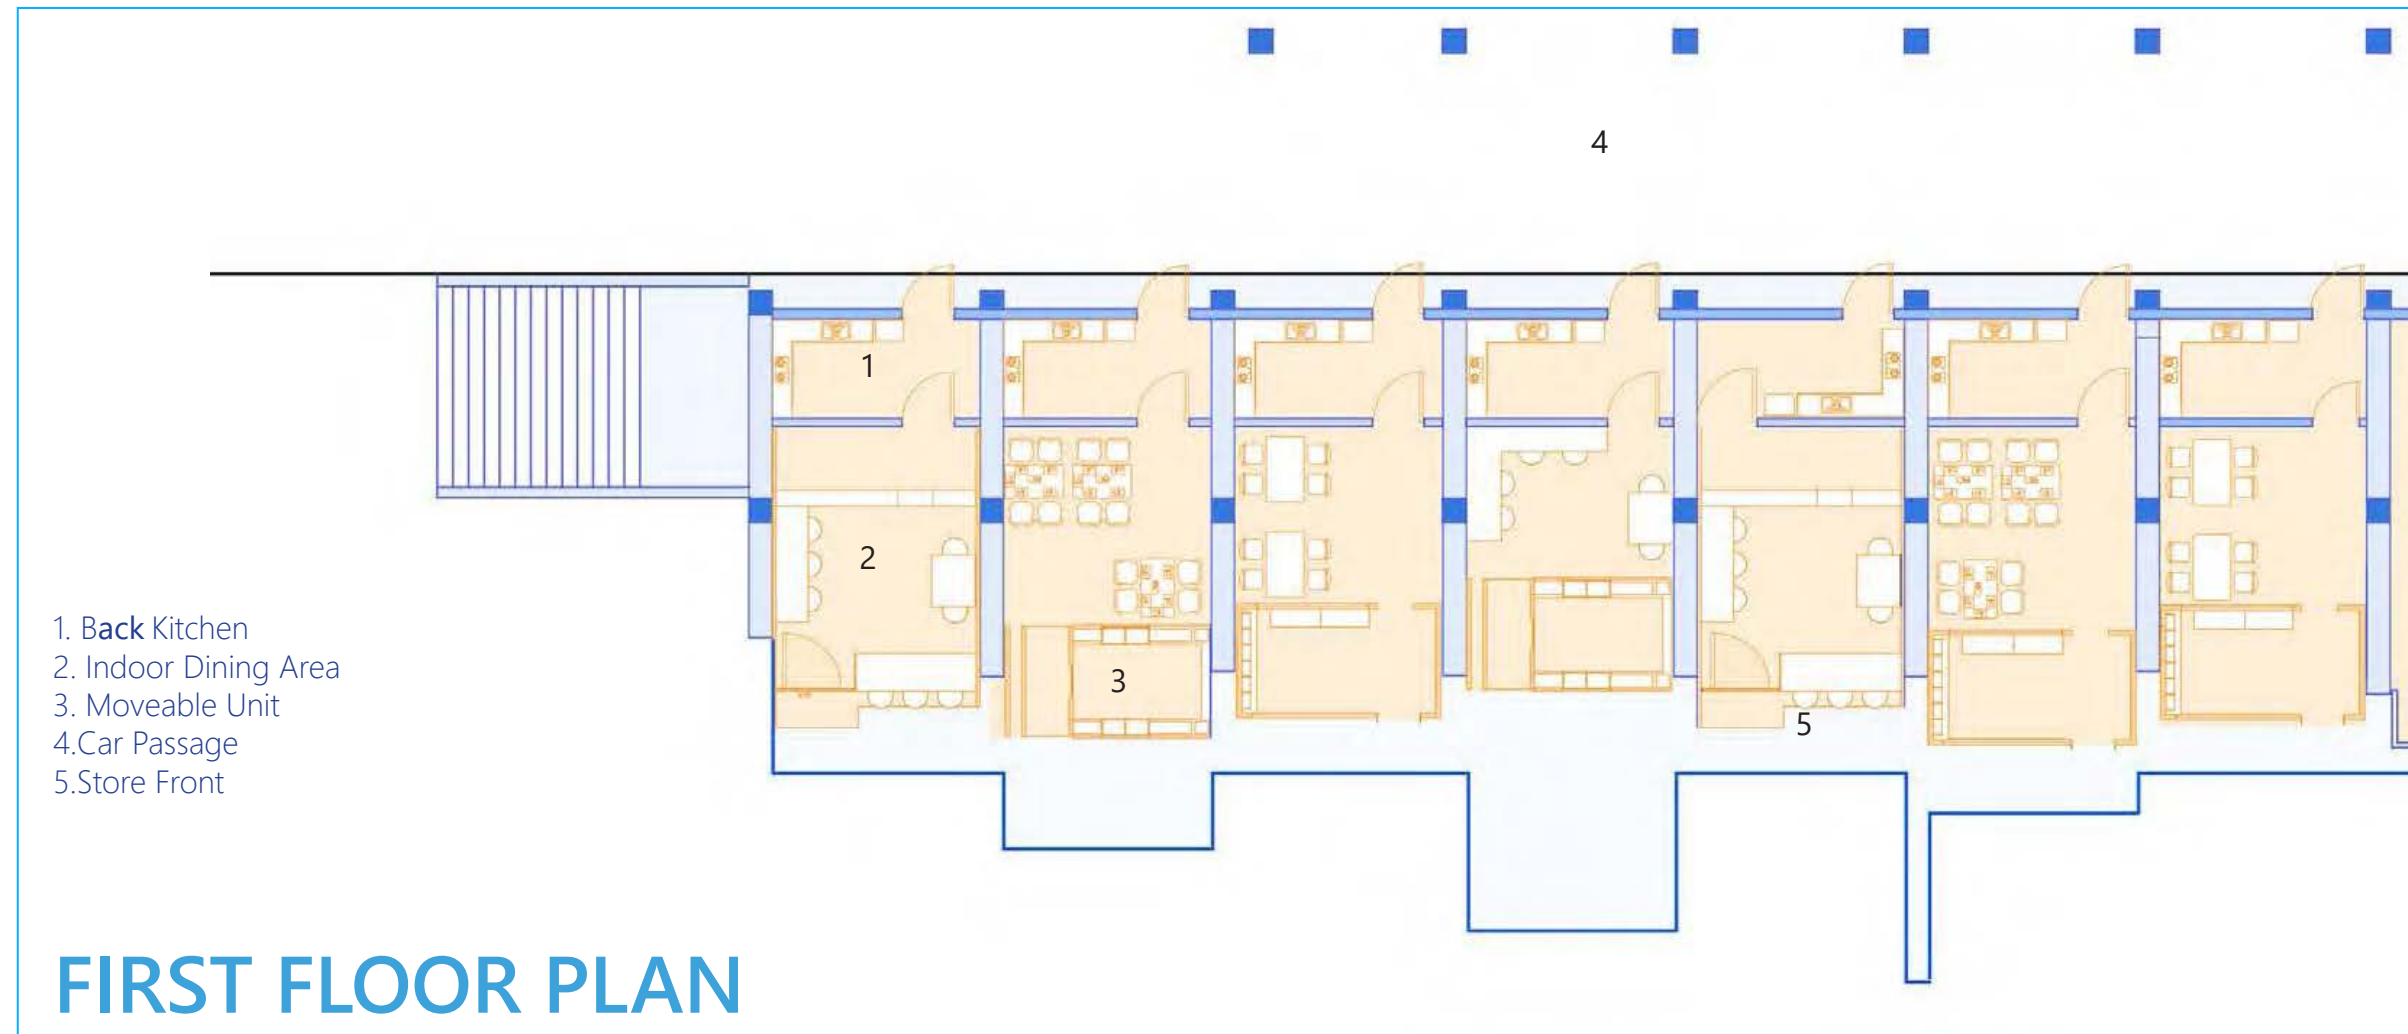 4
1
2
3
5
1. Back Kitchen
2. Indoor Dining Area
3. Moveable Unit
4.Car Passage
5.Store Front
FIRST FLOOR PLAN